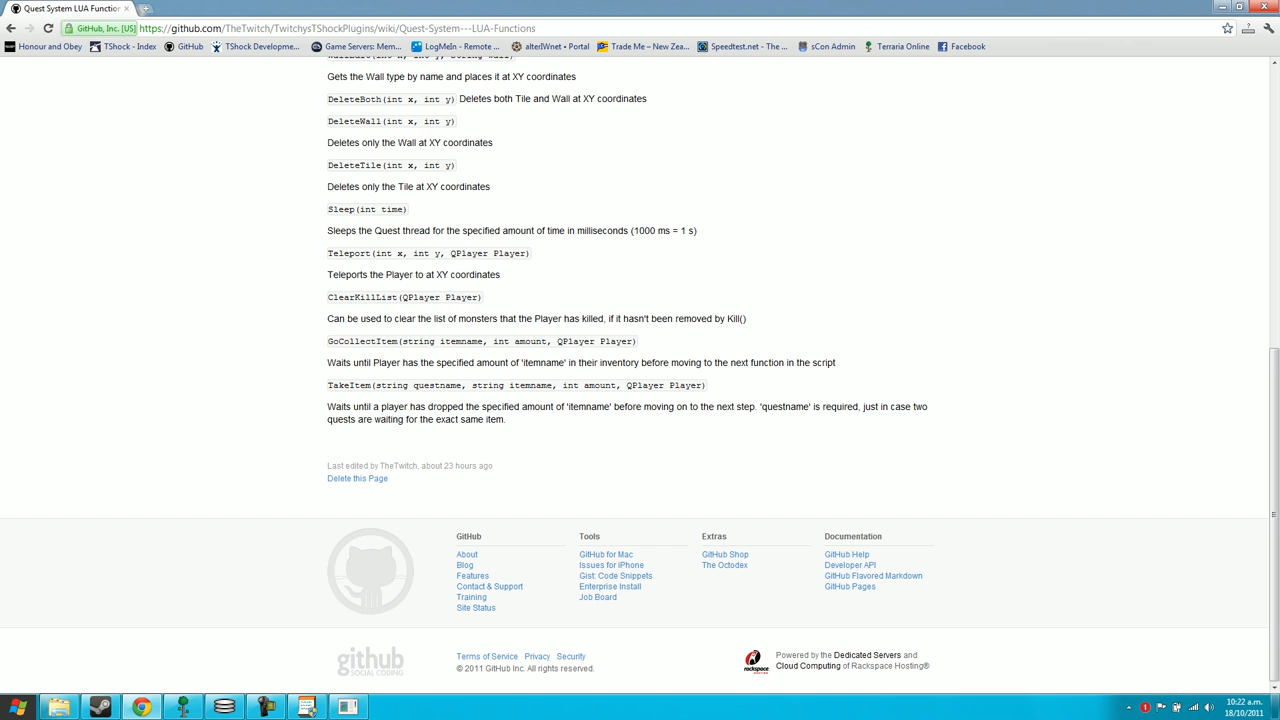 Quest System LUA Function
GitHub, Inc. [US] https://github.com/TheTwitch/TwitchysTShockPlugins/wiki/Quest-System---LUA-Functions
Honour and Obey TShock - Index GitHub TShock Developme... Game Servers: Mem... LogMeIn - Remote ... alterIWnet • Portal Trade Me – New Zea... Speedtest.net - The ... sCon Admin Terraria Online Facebook
Gets the Wall type by name and places it at XY coordinates
DeleteBoth(int x, int y) Deletes both Tile and Wall at XY coordinates
DeleteWall(int x, int y)
Deletes only the Wall at XY coordinates
DeleteTile(int x, int y)
Deletes only the Tile at XY coordinates
Sleep(int time)
Sleeps the Quest thread for the specified amount of time in milliseconds (1000 ms = 1 s)
Teleport(int x, int y, QPlayer Player)
Teleports the Player to at XY coordinates
ClearKillList(QPlayer Player)
Can be used to clear the list of monsters that the Player has killed, if it hasn't been removed by Kill()
GoCollectItem(string itemname, int amount, QPlayer Player)
Waits until Player has the specified amount of 'itemname' in their inventory before moving to the next function in the script
TakeItem(string questname, string itemname, int amount, QPlayer Player)
Waits until a player has dropped the specified amount of 'itemname' before moving on to the next step. 'questname' is required, just in case two
quests are waiting for the exact same item.
Last edited by TheTwitch, about 23 hours ago
Delete this Page
GitHub Tools Extras Documentation
About GitHub for Mac GitHub Shop GitHub Help
Blog Issues for iPhone The Octodex Developer API
Features Gist: Code Snippets GitHub Flavored Markdown
Contact & Support Enterprise Install GitHub Pages
Training Job Board
Site Status
github
SOCIAL CODING
Terms of Service Privacy Security
© 2011 GitHub Inc. All rights reserved.
rackspace
HOSTING
Powered by the Dedicated Servers and
Cloud Computing of Rackspace Hosting®
10:22 a.m.
18/10/2011